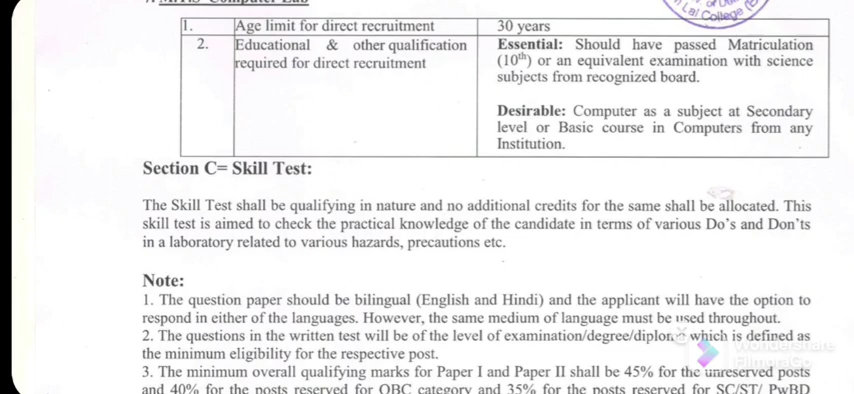 7. MTS- Computer Lab
Lal College
1. Age limit for direct recruitment 30 years
2. Educational & other qualification required for direct recruitment
Essential: Should have passed Matriculation
(10th) or an equivalent examination with science
subjects from recognized board.
Desirable: Computer as a subject at Secondary
level or Basic course in Computers from any
Institution.
Section C= Skill Test:
The Skill Test shall be qualifying in nature and no additional credits for the same shall be allocated. This
skill test is aimed to check the practical knowledge of the candidate in terms of various Do's and Don'ts
in a laboratory related to various hazards, precautions etc.
Note:
1. The question paper should be bilingual (English and Hindi) and the applicant will have the option to
respond in either of the languages. However, the same medium of language must be used throughout.
2. The questions in the written test will be of the level of examination/degree/diploma which is defined as
the minimum eligibility for the respective post.
Wondershare
FilmoraGo
3. The minimum overall qualifying marks for Paper I and Paper II shall be 45% for the unreserved posts
and 40% for the posts reserved for OBC category and 35% for the posts reserved for SC/ST/ PwBD